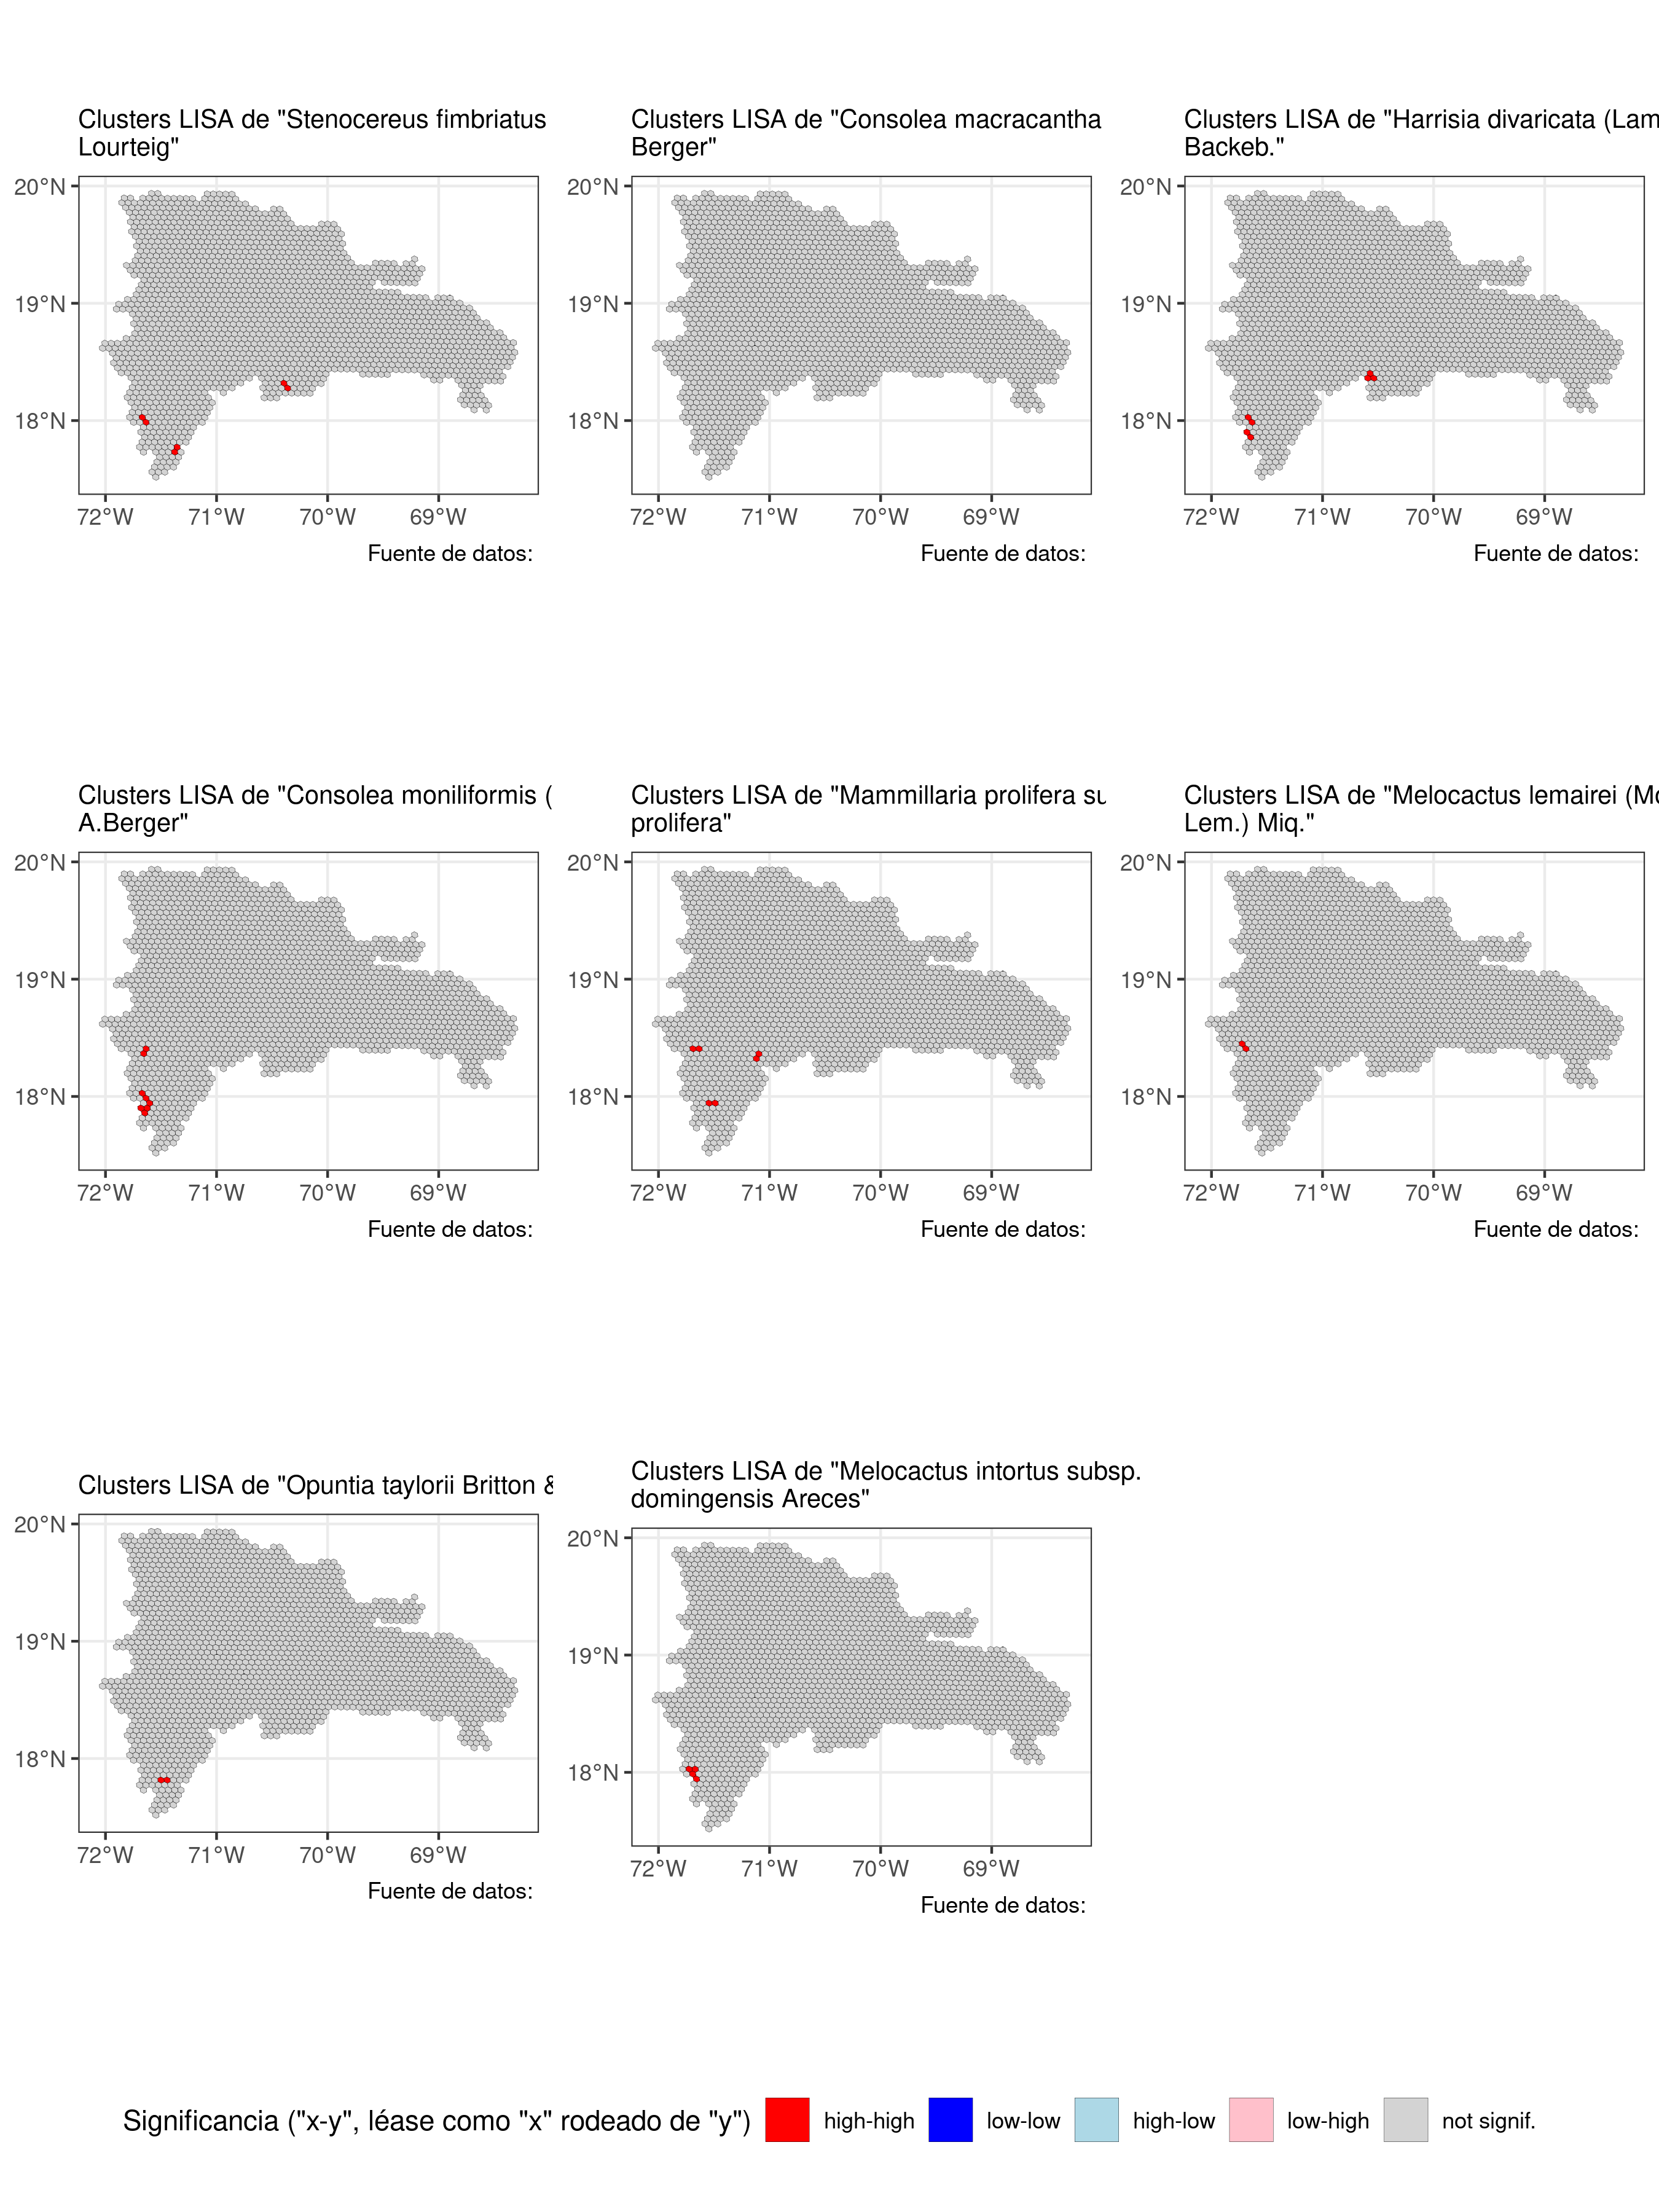 Clusters LISA de "Stenocereus fimbriatus
Lourteig"
20°N
19°N
18°N
72°W 71°W 70°W 69°W
Fuente de datos:
Clusters LISA de "Consolea macracantha
Berger"
20°N
19°N
18°N
72°W 71°W 70°W 69°W
Fuente de datos:
Clusters LISA de "Harrisia divaricata (Lam
Backeb."
20°N
19°N
18°N
72°W 71°W 70°W 69°W
Fuente de datos:
Clusters LISA de "Consolea moniliformis (
A.Berger"
20°N
19°N
18°N
72°W 71°W 70°W 69°W
Fuente de datos:
Clusters LISA de "Mammillaria prolifera su
prolifera"
20°N
19°N
18°N
72°W 71°W 70°W 69°W
Fuente de datos:
Clusters LISA de "Melocactus lemairei (Mo
Lem.) Miq."
20°N
19°N
18°N
72°W 71°W 70°W 69°W
Fuente de datos:
Clusters LISA de "Opuntia taylorii Britton &
20°N
19°N
18°N
72°W 71°W 70°W 69°W
Fuente de datos:
Clusters LISA de "Melocactus intortus subsp.
domingensis Areces"
20°N
19°N
18°N
72°W 71°W 70°W 69°W
Fuente de datos:
Significancia ("x-y", léase como "x" rodeado de "y") high-high low-low high-low low-high not signif.